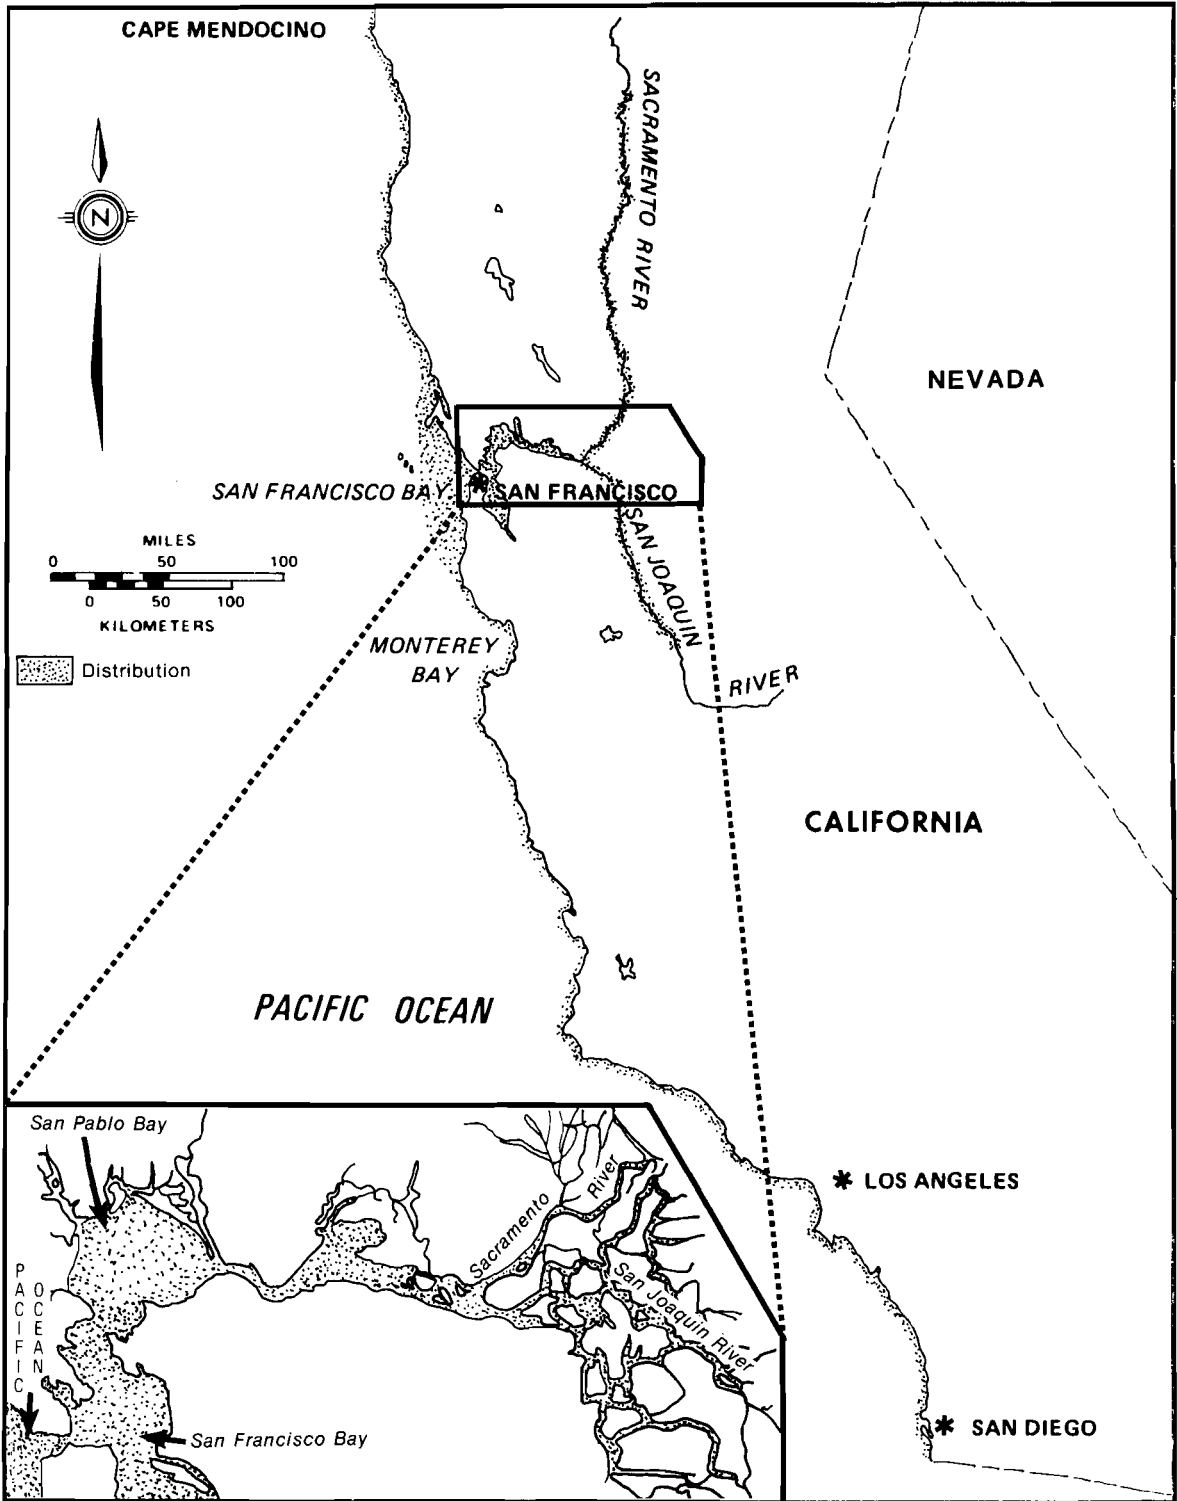 CAPE MENDOCINO
SACRAMENTO RIVER
N
NEVADA
SAN FRANCISCO BAY
SAN FRANCISCO
MILES
0 50 100
0 50 100
KILOMETERS
SAN JOAQUIN
RIVER
MONTEREY
BAY
Distribution
CALIFORNIA
PACIFIC OCEAN
San Pablo Bay
Sacramento
River
LOS ANGELES
PACIFIC
OCEAN
San Joaquin River
San Francisco Bay
SAN DIEGO